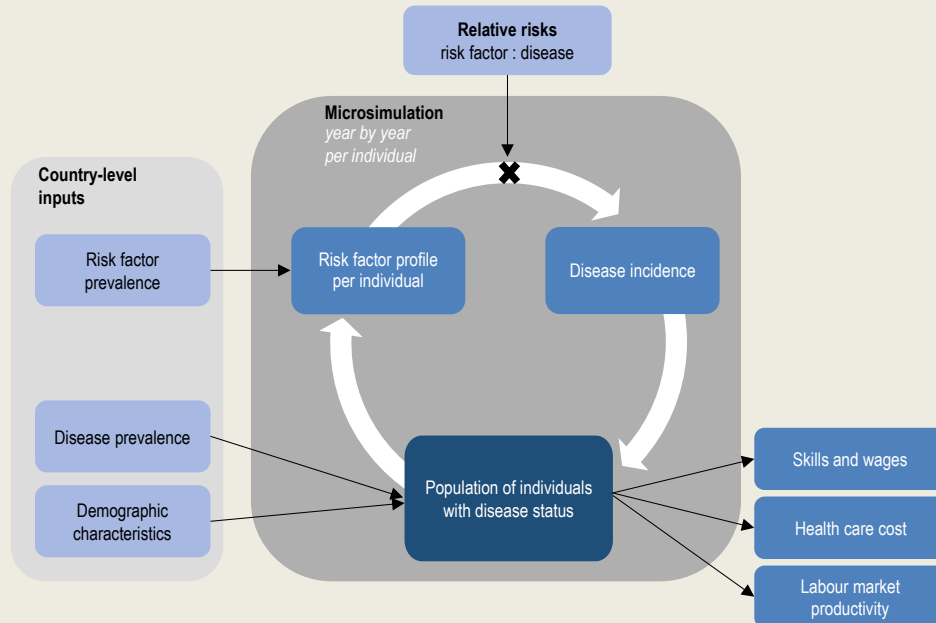 Relative risks
risk factor : disease
Microsimulation
year by year
per individual
Country-level
inputs
Risk factor
prevalence
Risk factor profile
per individual
Disease incidence
Disease prevalence
Demographic
characteristics
Population of individuals
with disease status
Skills and wages
Health care cost
Labour market
productivity